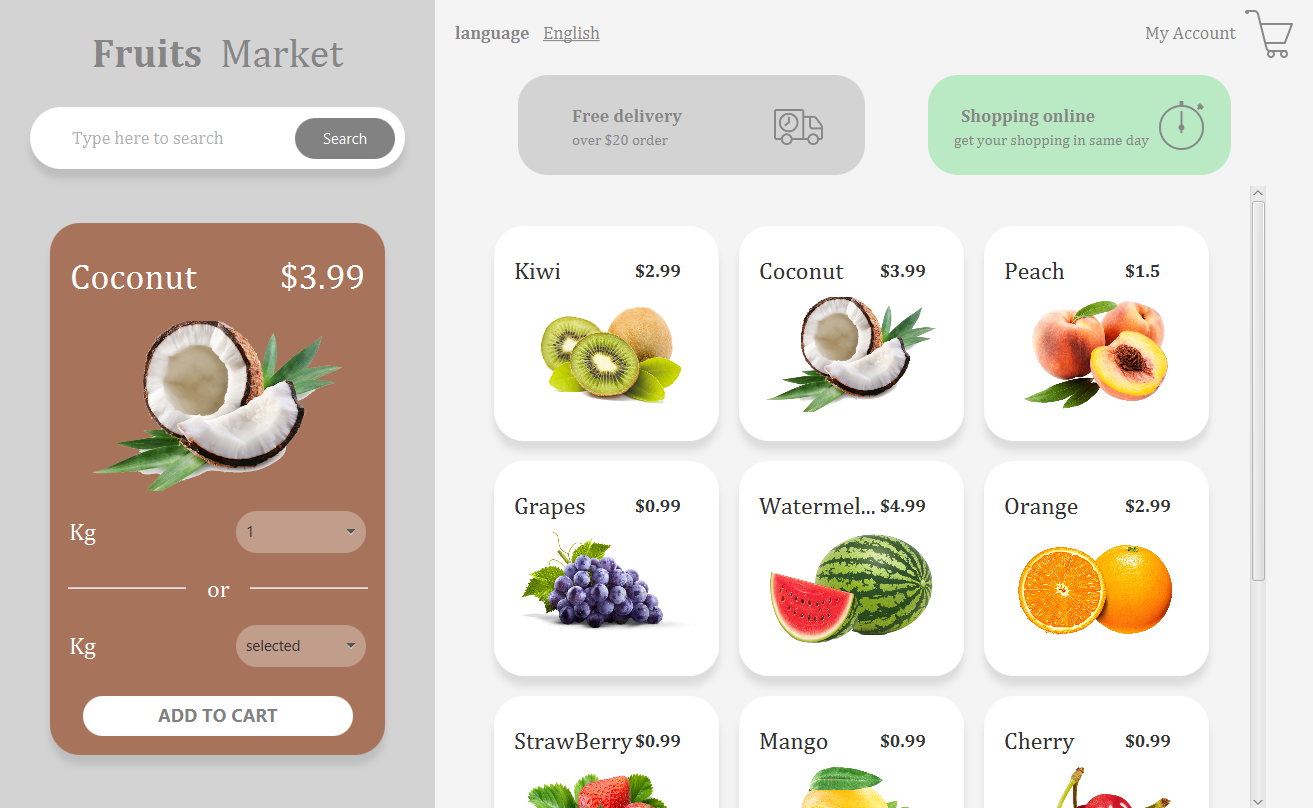 Fruits Market
Type here to search
Search
Coconut $3.99
Kg 1
or
Kg selected
ADD TO CART
language English
My Account
Free delivery
over $20 order
Shopping online
get your shopping in same day
Kiwi $2.99
Coconut $3.99
Peach $1.5
Grapes $0.99
Watermel... $4.99
Orange $2.99
StrawBerry $0.99
Mango $0.99
Cherry $0.99